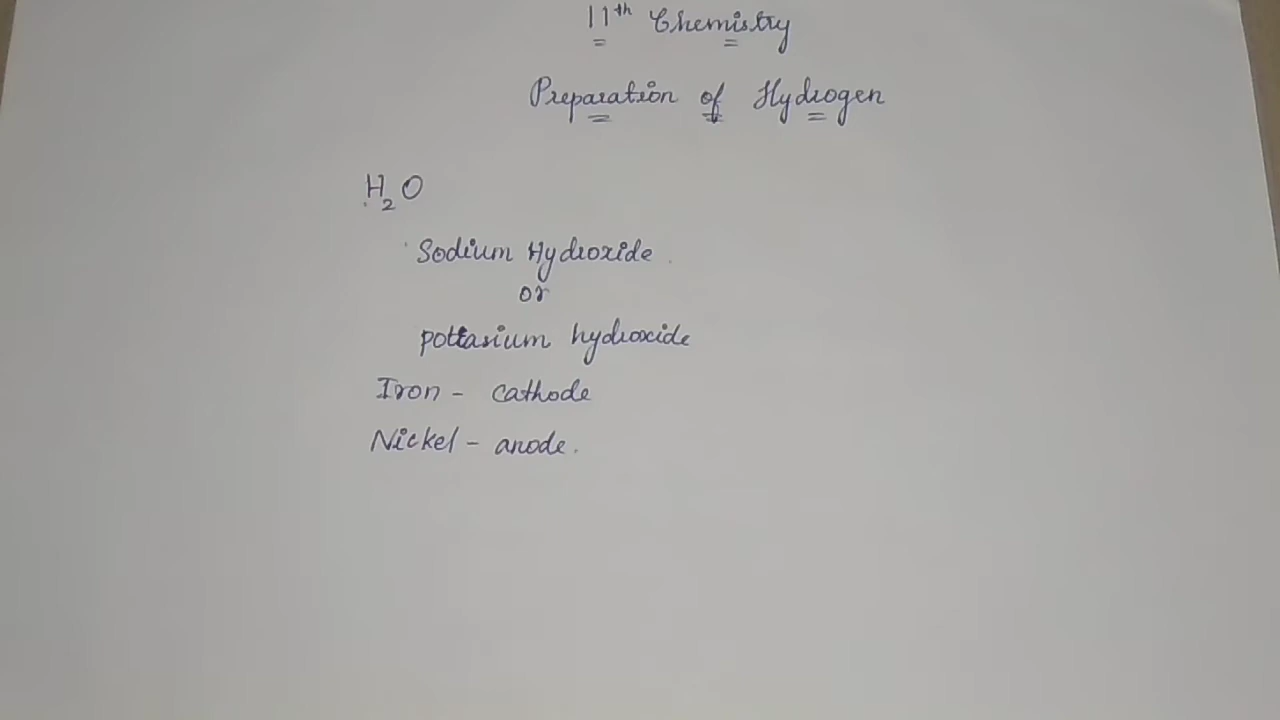 11th Chemistry
Preparation of Hydrogen
H2O
Sodium Hydroxide
or
pottasium hydroxide
Iron - cathode
Nickel - anode.